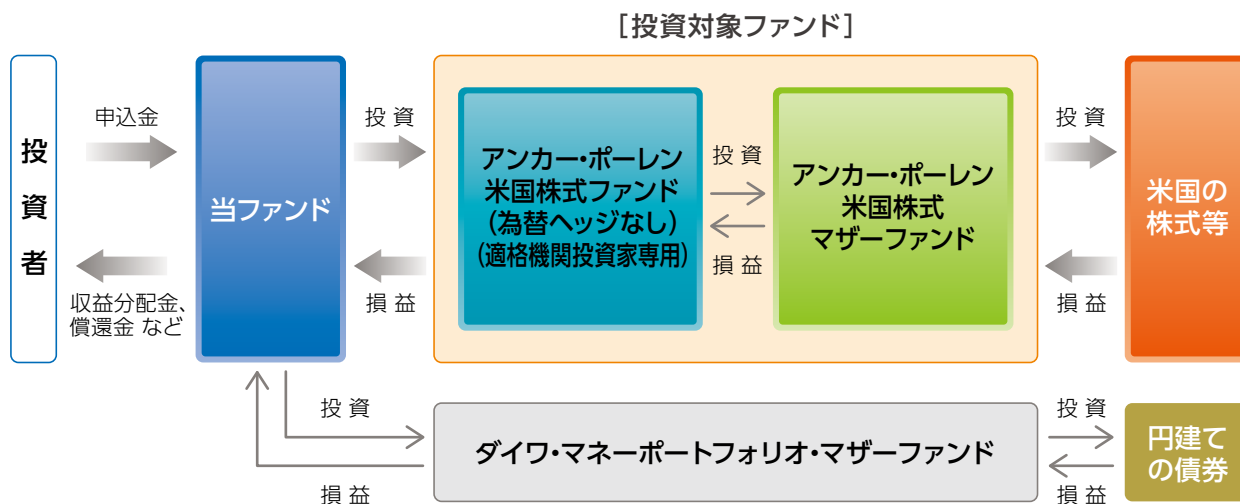 ［投資対象ファンド］
投資者
申込金
収益分配金、
償還金 など
当ファンド
投 資
損 益
アンカー・ポーレン
米国株式ファンド
（為替ヘッジなし）
（適格機関投資家専用）
投 資
損 益
アンカー・ポーレン
米国株式
マザーファンド
投 資
損 益
米国の
株式等
投 資
損 益
ダイワ・マネーポートフォリオ・マザーファンド
投 資
損 益
円建て
の債券